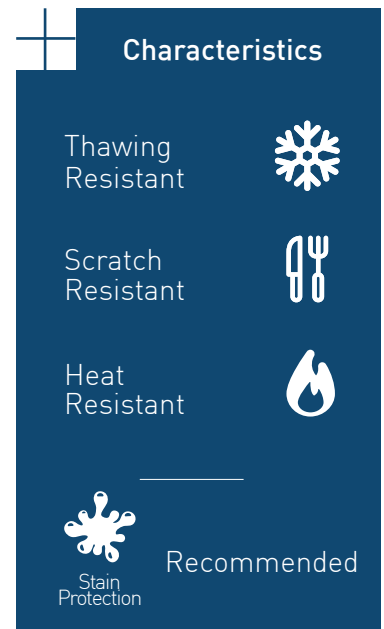 Characteristics
Thawing
Resistant
Scratch
Resistant
Heat
Resistant
Stain
Protection
Recommended